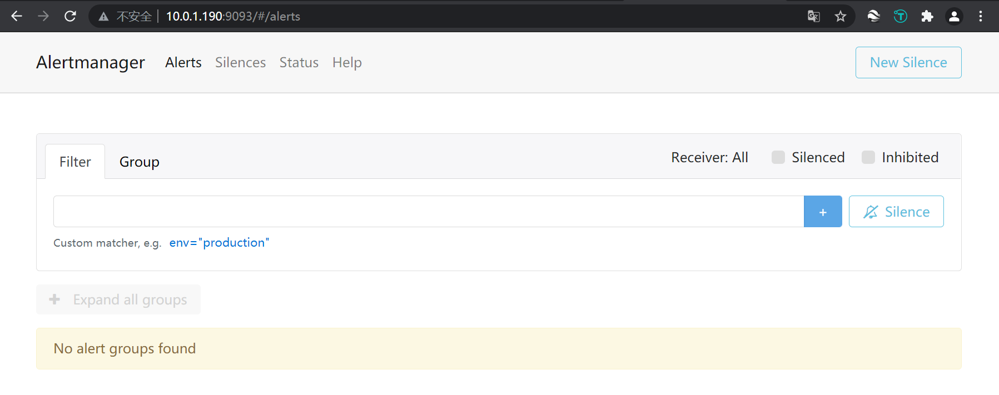 不安全 10.0.1.190:9093/#/alerts
Alertmanager Alerts Silences Status Help New Silence
Filter Group Receiver: All Silenced Inhibited
+ Silence
Custom matcher, e.g. env="production"
+ Expand all groups
No alert groups found